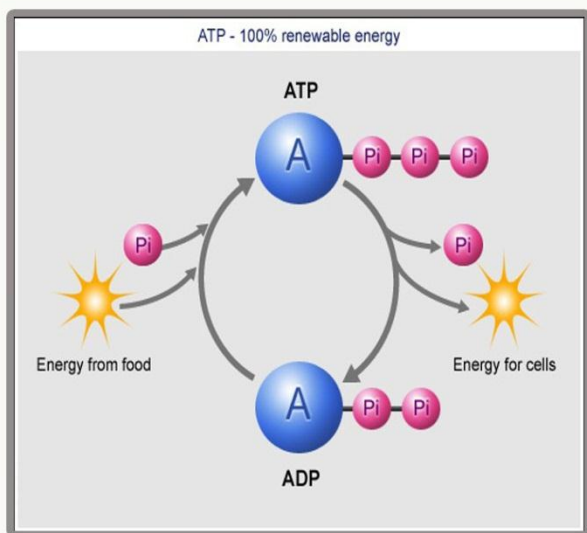 ATP - 100% renewable energy
ATP
A Pi Pi Pi
Pi Pi
Energy from food Energy for cells
A Pi Pi
ADP